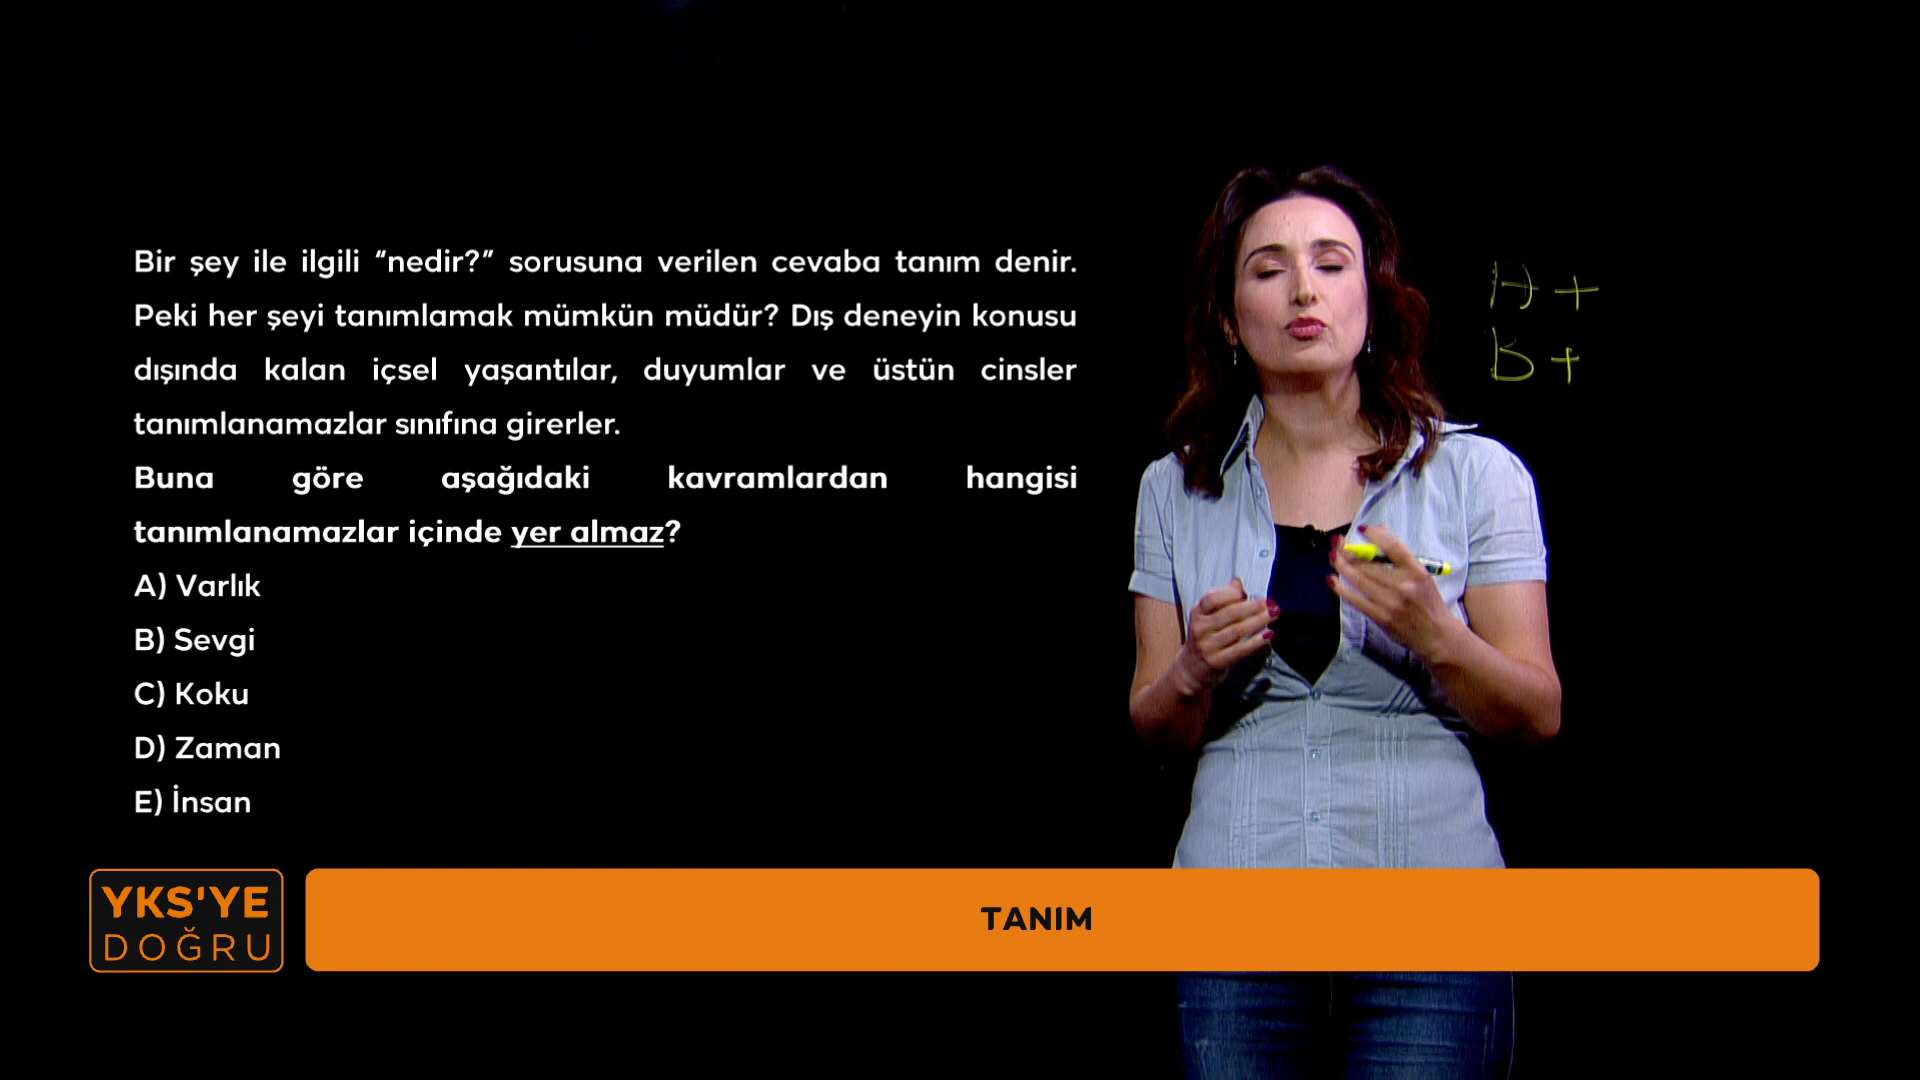 Bir şey ile ilgili “nedir?” sorusuna verilen cevaba tanım denir.
Peki her şeyi tanımlamak mümkün müdür? Dış deneyin konusu
dışında kalan içsel yaşantılar, duyumlar ve üstün cinsler
tanımlanamazlar sınıfına girerler.
Buna göre aşağıdaki kavramlardan hangisi
tanımlanamazlar içinde yer almaz?
A) Varlık
B) Sevgi
C) Koku
D) Zaman
E) İnsan
A +
B +
YKS'YE
DOĞRU
TANIM